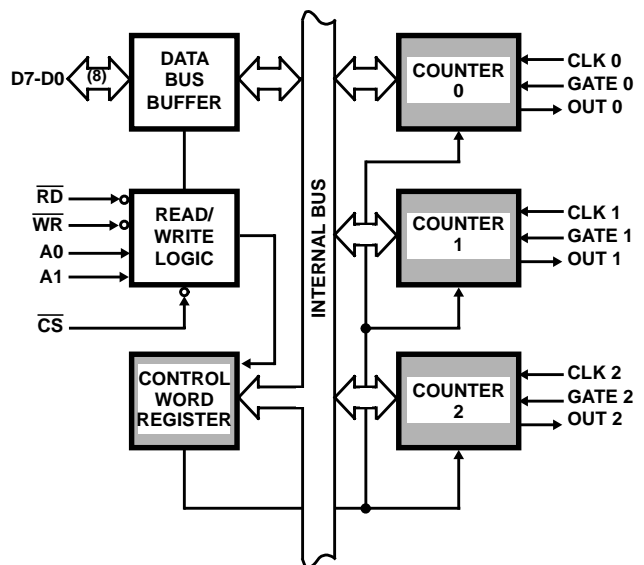 D7-D0
(8)
DATA
BUS
BUFFER
RD
WR
A0
A1
CS
READ/
WRITE
LOGIC
CONTROL
WORD
REGISTER
INTERNAL BUS
COUNTER
0
CLK 0
GATE 0
OUT 0
COUNTER
1
CLK 1
GATE 1
OUT 1
COUNTER
2
CLK 2
GATE 2
OUT 2